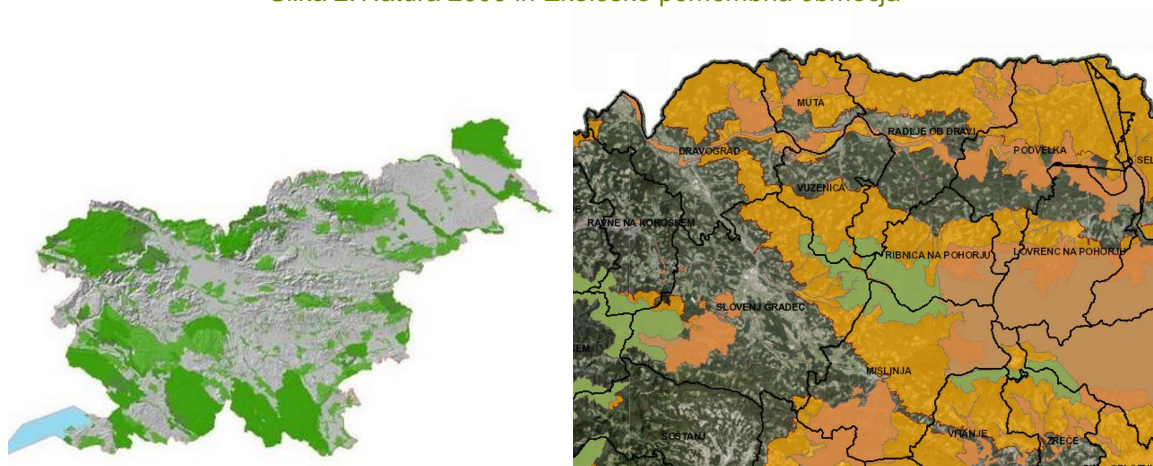 MUTA
RADLJE OB DRAVI
DRAVOGRAD
PODVELKA
VUZENICA
RAVNE NA KOROŠKEM
RIBNICA NA POHORJU
LOVRENC NA POHORJU
SLOVENJ GRADEC
KEM
MISLINJA
ŠOŠTANJ
VITANJE
ZREČE